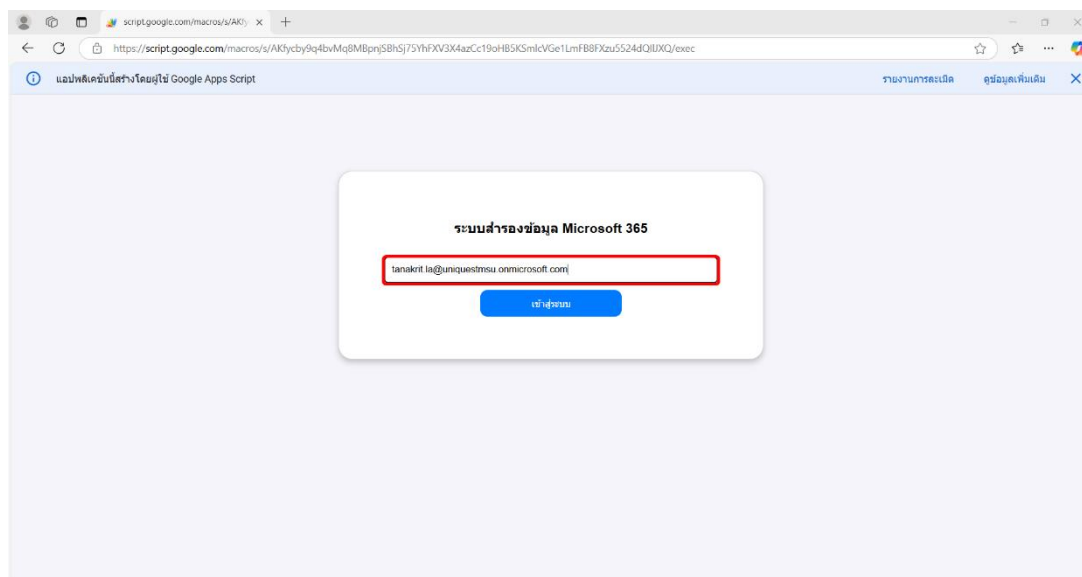 script.google.com/macros/s/AKfy
https://script.google.com/macros/s/AKfycby9q4bvMq8MBpnjSBhSj75YhFXV3X4azCc19oHB5KSmlcVGe1LmFB8FXzu5524dQlUXQ/exec
แอปพลิเคชันนี้สร้างโดยผู้ใช้ Google Apps Script
รายงานการละเมิด
ดูข้อมูลเพิ่มเติม
ระบบสำรองข้อมูล Microsoft 365
tanakrit.la@uniquestmsu.onmicrosoft.com
เข้าสู่ระบบ